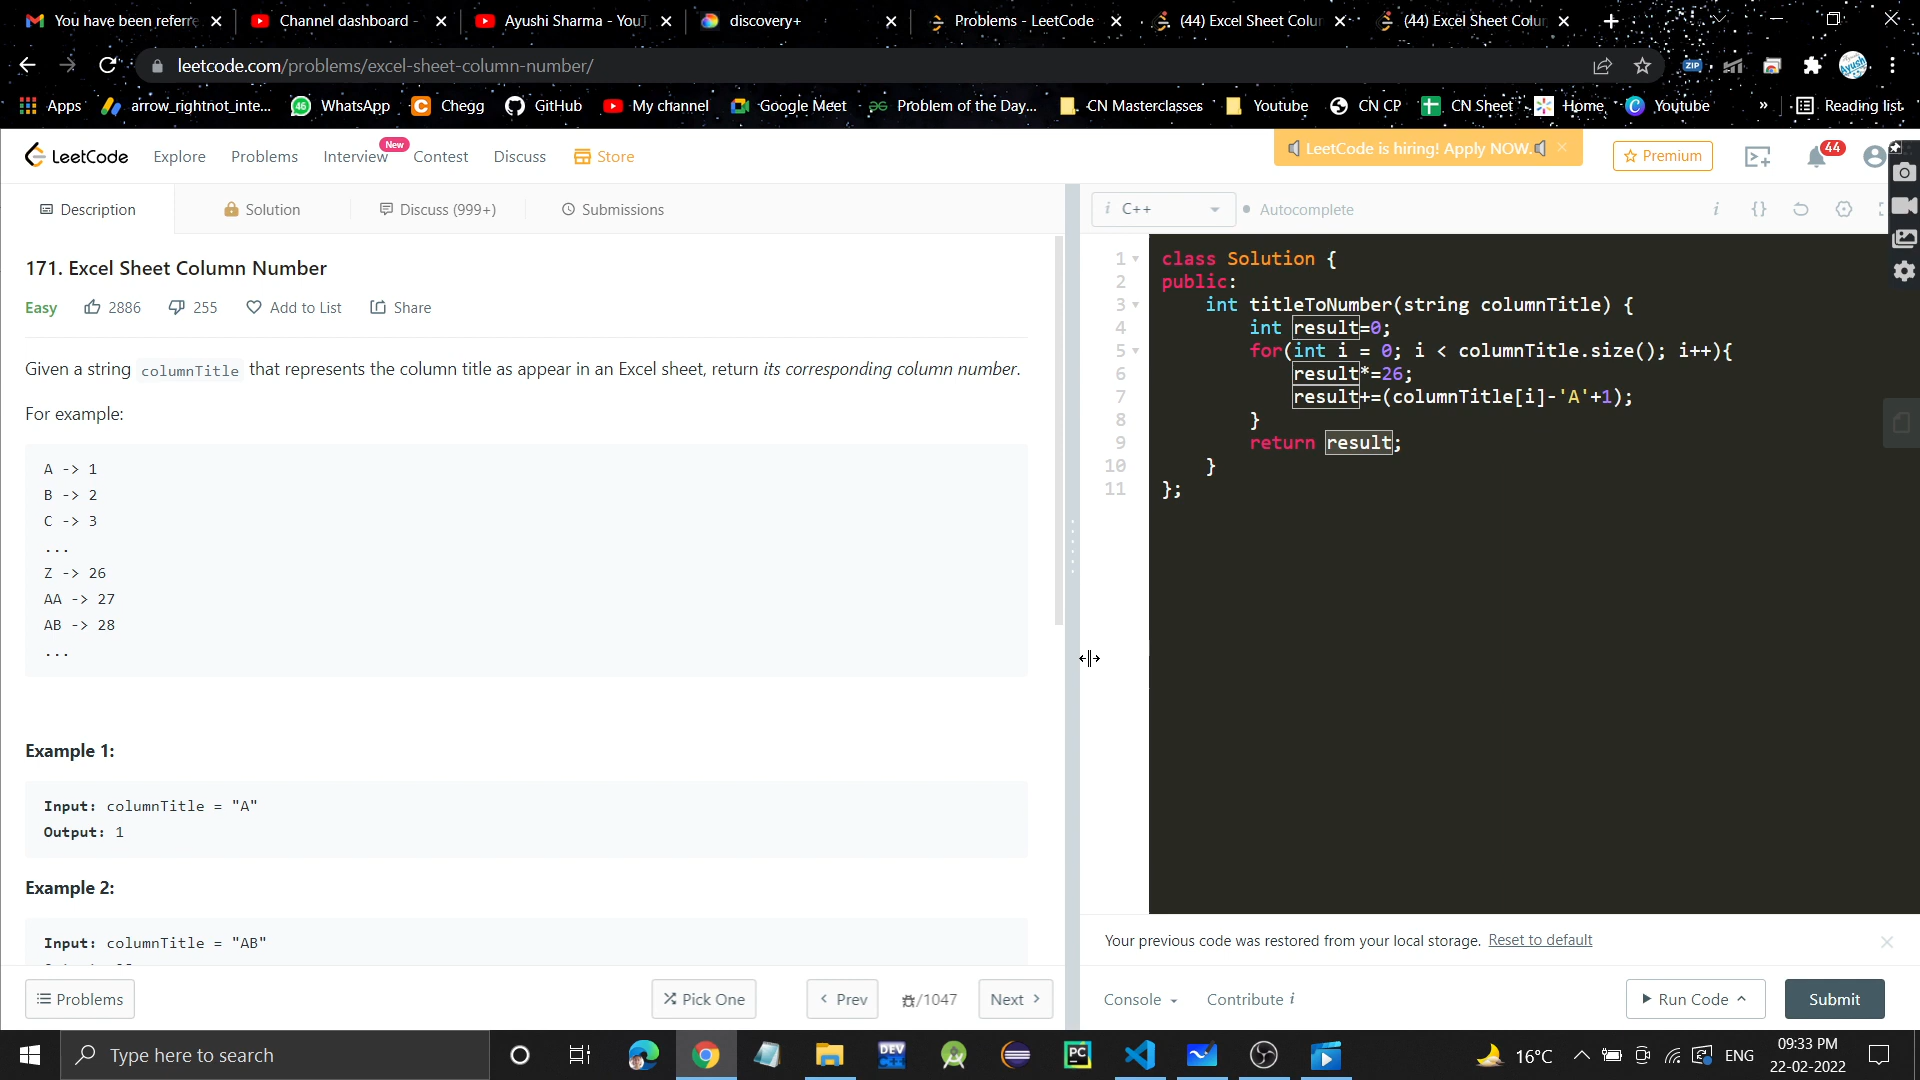 You have been referre
Channel dashboard -
Ayushi Sharma - YouT
discovery+
Problems - LeetCode
(44) Excel Sheet Colur
(44) Excel Sheet Colur
leetcode.com/problems/excel-sheet-column-number/
ZIP
Apps
arrow_rightnot_inte...
46
WhatsApp
Chegg
GitHub
My channel
Google Meet
Problem of the Day...
CN Masterclasses
Youtube
CN CP
CN Sheet
Home
Youtube
»
Reading list
LeetCode
Explore
Problems
Interview
New
Contest
Discuss
Store
LeetCode is hiring! Apply NOW.
Premium
44
Description
Solution
Discuss (999+)
Submissions
i C++
Autocomplete
i {}
171. Excel Sheet Column Number
Easy 2886 255 Add to List Share
Given a string columnTitle that represents the column title as appear in an Excel sheet, return its corresponding column number.
For example:
A -> 1
B -> 2
C -> 3
...
Z -> 26
AA -> 27
AB -> 28
...
Example 1:
Input: columnTitle = "A"
Output: 1
Example 2:
Input: columnTitle = "AB"
1 class Solution {
2 public:
3 int titleToNumber(string columnTitle) {
4 int result=0;
5 for(int i = 0; i < columnTitle.size(); i++){
6 result*=26;
7 result+=(columnTitle[i]-'A'+1);
8 }
9 return result;
10 }
11 };
Your previous code was restored from your local storage. Reset to default
Problems
Pick One
Prev
/1047
Next
Console
Contribute i
Run Code
Submit
Type here to search
DEV C++
PC
16°C
ENG
09:33 PM
22-02-2022